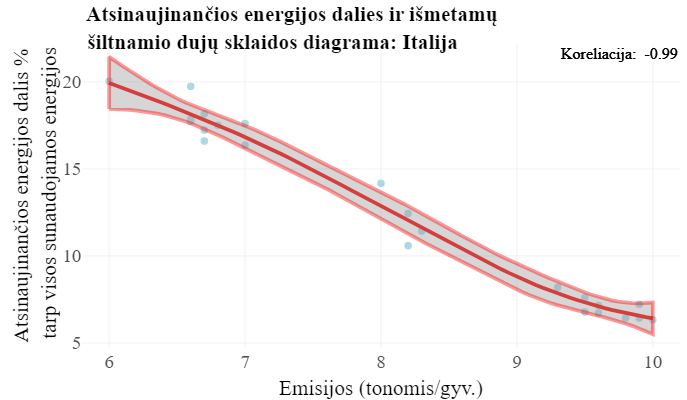 Atsinaujinančios energijos dalies ir išmetamų
šiltnamio dujų sklaidos diagrama: Italija
Koreliacija: -0.99
Atsinaujinančios energijos dalis %
tarp visos sunaudojamos energijos
20
15
10
5
6 7 8 9 10
Emisijos (tonomis/gyv.)